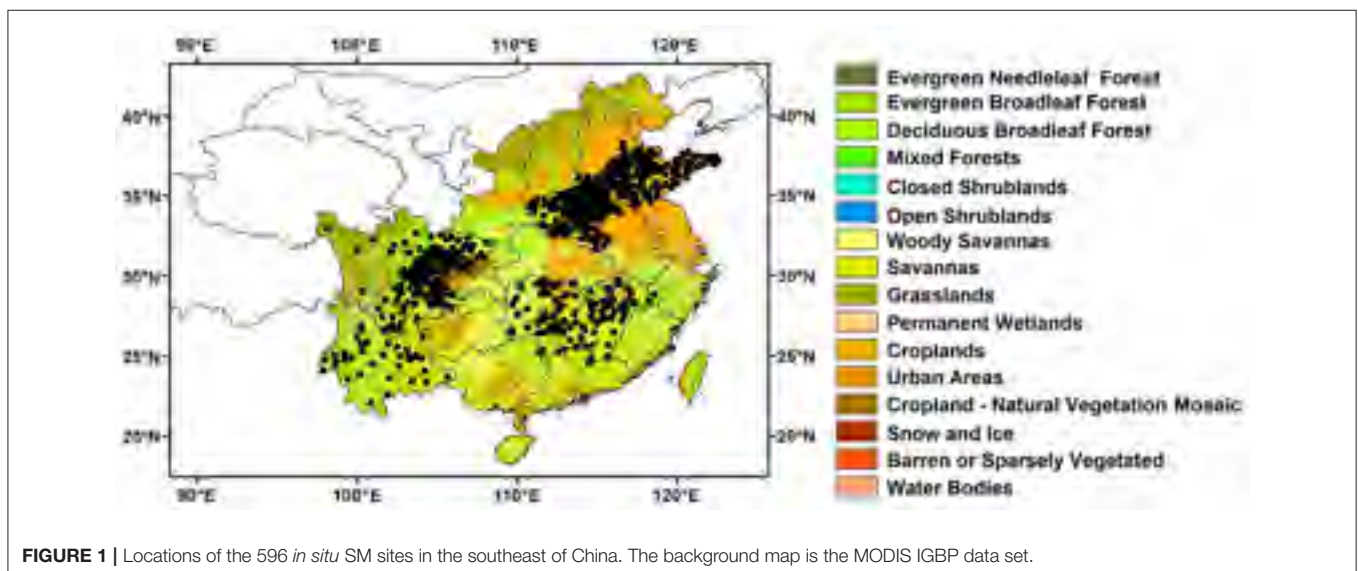 90°E 100°E 110°E 120°E
40°N 40°N
35°N 35°N
30°N 30°N
25°N 25°N
20°N 20°N
90°E 100°E 110°E 120°E
Evergreen Needleleaf Forest
Evergreen Broadleaf Forest
Deciduous Broadleaf Forest
Mixed Forests
Closed Shrublands
Open Shrublands
Woody Savannas
Savannas
Grasslands
Permanent Wetlands
Croplands
Urban Areas
Cropland - Natural Vegetation Mosaic
Snow and Ice
Barren or Sparsely Vegetated
Water Bodies
FIGURE 1 | Locations of the 596 in situ SM sites in the southeast of China. The background map is the MODIS IGBP data set.